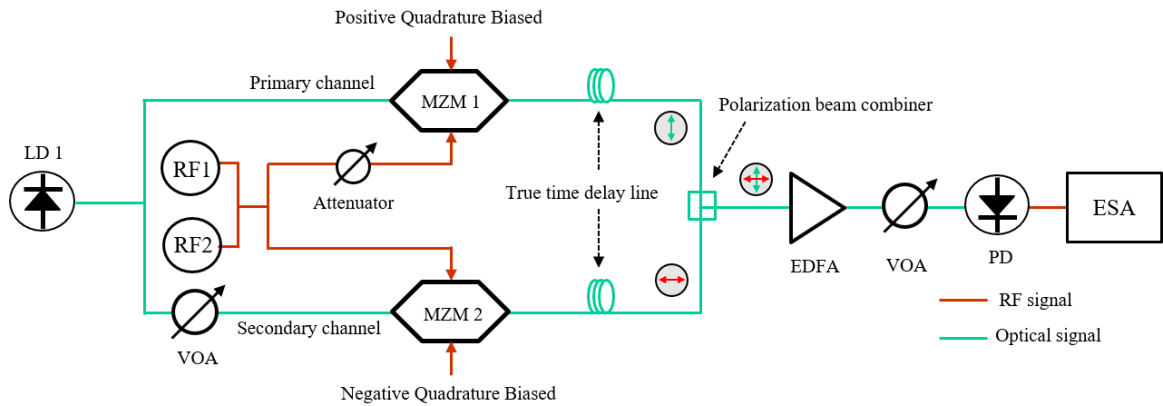 Positive Quadrature Biased
Primary channel
MZM 1
Polarization beam combiner
LD 1
RF1
Attenuator
True time delay line
RF2
ESA
EDFA
VOA
PD
Secondary channel
MZM 2
VOA
RF signal
Optical signal
Negative Quadrature Biased